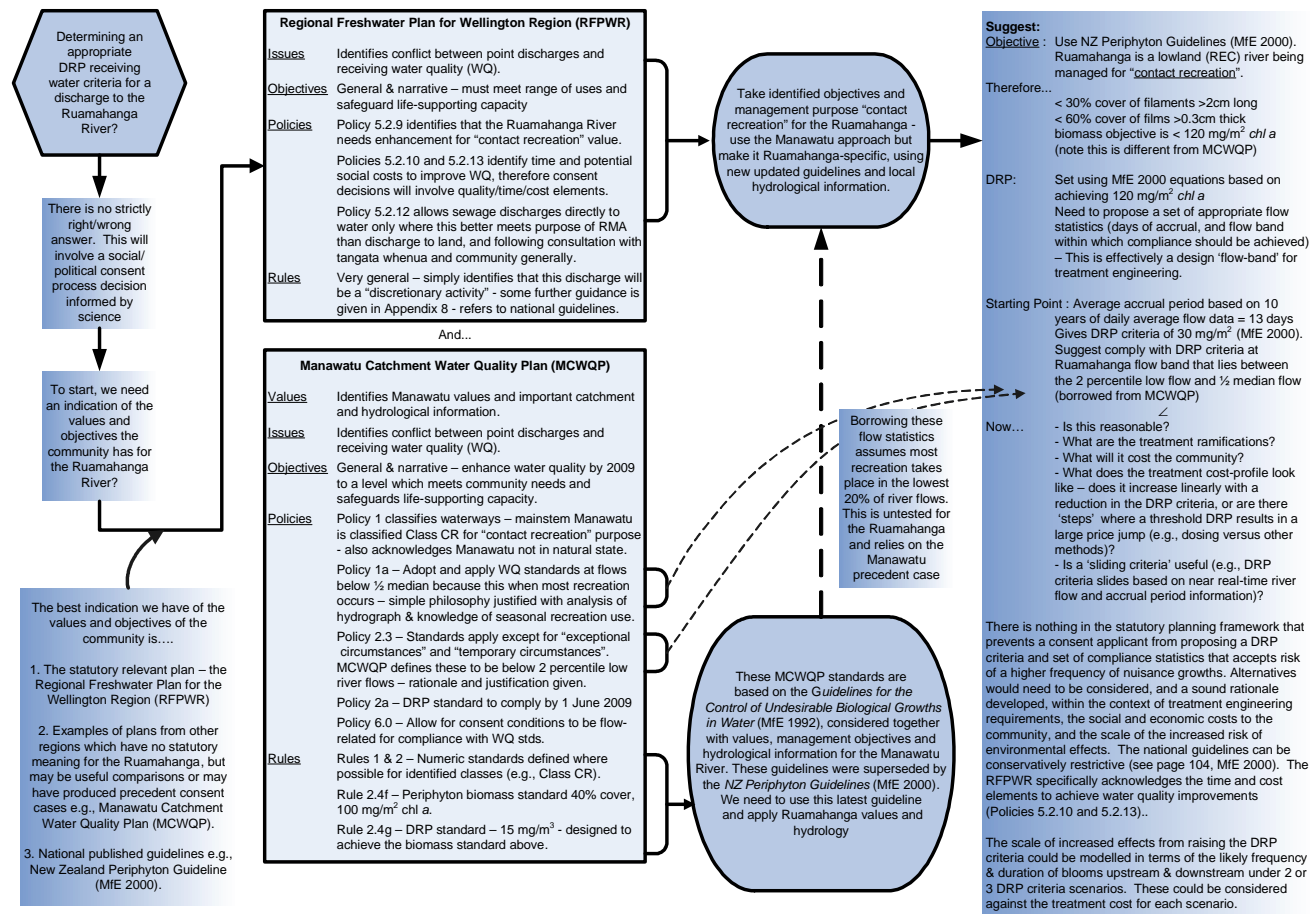 Determining an
appropriate
DRP receiving
water criteria for a
discharge to the
Ruamahanga
River?
There is no strictly
right/wrong
answer. This will
involve a social/
political consent
process decision
informed by
science
To start, we need
an indication of the
values and
objectives the
community has for
the Ruamahanga
River?
The best indication we have of the
values and objectives of the
community is….
1. The statutory relevant plan – the
Regional Freshwater Plan for the
Wellington Region (RFPWR)
2. Examples of plans from other
regions which have no statutory
meaning for the Ruamahanga, but
may be useful comparisons or may
have produced precedent consent
cases e.g., Manawatu Catchment
Water Quality Plan (MCWQP).
3. National published guidelines e.g.,
New Zealand Periphyton Guideline
(MfE 2000).
Regional Freshwater Plan for Wellington Region (RFPWR)
Issues Identifies conflict between point discharges and
receiving water quality (WQ).
Objectives General & narrative – must meet range of uses and
safeguard life-supporting capacity
Policies Policy 5.2.9 identifies that the Ruamahanga River
needs enhancement for “contact recreation” value.
Policies 5.2.10 and 5.2.13 identify time and potential
social costs to improve WQ, therefore consent
decisions will involve quality/time/cost elements.
Policy 5.2.12 allows sewage discharges directly to
water only where this better meets purpose of RMA
than discharge to land, and following consultation with
tangata whenua and community generally.
Rules Very general – simply identifies that this discharge will
be a “discretionary activity” - some further guidance is
given in Appendix 8 - refers to national guidelines.
And...
Manawatu Catchment Water Quality Plan (MCWQP)
Values Identifies Manawatu values and important catchment
and hydrological information.
Issues Identifies conflict between point discharges and
receiving water quality (WQ).
Objectives General & narrative – enhance water quality by 2009
to a level which meets community needs and
safeguards life-supporting capacity.
Policies Policy 1 classifies waterways – mainstem Manawatu
is classified Class CR for “contact recreation” purpose
- also acknowledges Manawatu not in natural state.
Policy 1a – Adopt and apply WQ standards at flows
below ½ median because this when most recreation
occurs – simple philosophy justified with analysis of
hydrograph & knowledge of seasonal recreation use.
Policy 2.3 – Standards apply except for “exceptional
circumstances” and “temporary circumstances”.
MCWQP defines these to be below 2 percentile low
river flows – rationale and justification given.
Policy 2a – DRP standard to comply by 1 June 2009
Policy 6.0 – Allow for consent conditions to be flow-
related for compliance with WQ stds.
Rules Rules 1 & 2 – Numeric standards defined where
possible for identified classes (e.g., Class CR).
Rule 2.4f – Periphyton biomass standard 40% cover,
100 mg/m² chl a.
Rule 2.4g – DRP standard – 15 mg/m³ - designed to
achieve the biomass standard above.
Take identified objectives and
management purpose “contact
recreation” for the Ruamahanga -
use the Manawatu approach but
make it Ruamahanga-specific, using
new updated guidelines and local
hydrological information.
Borrowing these
flow statistics
assumes most
recreation takes
place in the lowest
20% of river flows.
This is untested for
the Ruamahanga
and relies on the
Manawatu
precedent case
These MCWQP standards are
based on the Guidelines for the
Control of Undesirable Biological Growths
in Water (MfE 1992), considered together
with values, management objectives and
hydrological information for the Manawatu
River. These guidelines were superseded by
the NZ Periphyton Guidelines (MfE 2000).
We need to use this latest guideline
and apply Ruamahanga values and
hydrology
Suggest:
Objective : Use NZ Periphyton Guidelines (MfE 2000).
Ruamahanga is a lowland (REC) river being
managed for “contact recreation”.
Therefore...
< 30% cover of filaments >2cm long
< 60% cover of films >0.3cm thick
biomass objective is < 120 mg/m² chl a
(note this is different from MCWQP)
DRP: Set using MfE 2000 equations based on
achieving 120 mg/m² chl a
Need to propose a set of appropriate flow
statistics (days of accrual, and flow band
within which compliance should be achieved)
– This is effectively a design ‘flow-band’ for
treatment engineering.
Starting Point : Average accrual period based on 10
years of daily average flow data = 13 days
Gives DRP criteria of 30 mg/m² (MfE 2000).
Suggest comply with DRP criteria at
Ruamahanga flow band that lies between
the 2 percentile low flow and ½ median flow
(borrowed from MCWQP)
∠
Now… - Is this reasonable?
- What are the treatment ramifications?
- What will it cost the community?
- What does the treatment cost-profile look
like – does it increase linearly with a
reduction in the DRP criteria, or are there
‘steps’ where a threshold DRP results in a
large price jump (e.g., dosing versus other
methods)?
- Is a ‘sliding criteria’ useful (e.g., DRP
criteria slides based on near real-time river
flow and accrual period information)?
There is nothing in the statutory planning framework that
prevents a consent applicant from proposing a DRP
criteria and set of compliance statistics that accepts risk
of a higher frequency of nuisance growths. Alternatives
would need to be considered, and a sound rationale
developed, within the context of treatment engineering
requirements, the social and economic costs to the
community, and the scale of the increased risk of
environmental effects. The national guidelines can be
conservatively restrictive (see page 104, MfE 2000). The
RFPWR specifically acknowledges the time and cost
elements to achieve water quality improvements
(Policies 5.2.10 and 5.2.13)..
The scale of increased effects from raising the DRP
criteria could be modelled in terms of the likely frequency
& duration of blooms upstream & downstream under 2 or
3 DRP criteria scenarios. These could be considered
against the treatment cost for each scenario.